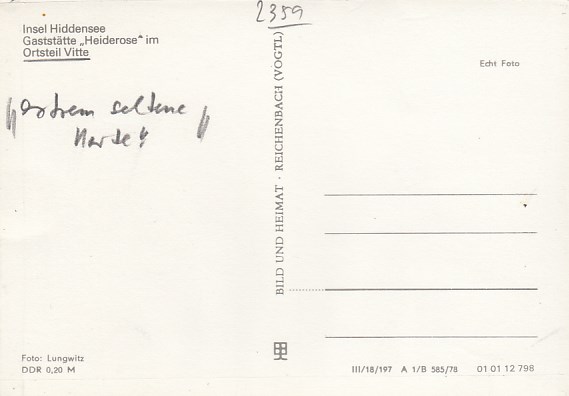 2359
Insel Hiddensee
Gaststätte „Heiderose“ im
Ortsteil Vitte
Echt Foto
"extrem seltene
Karte!"
BILD UND HEIMAT · REICHENBACH (VOGTL)
Foto: Lungwitz
DDR 0,20 M
III/18/197 A 1/B 585/78 01 01 12 798